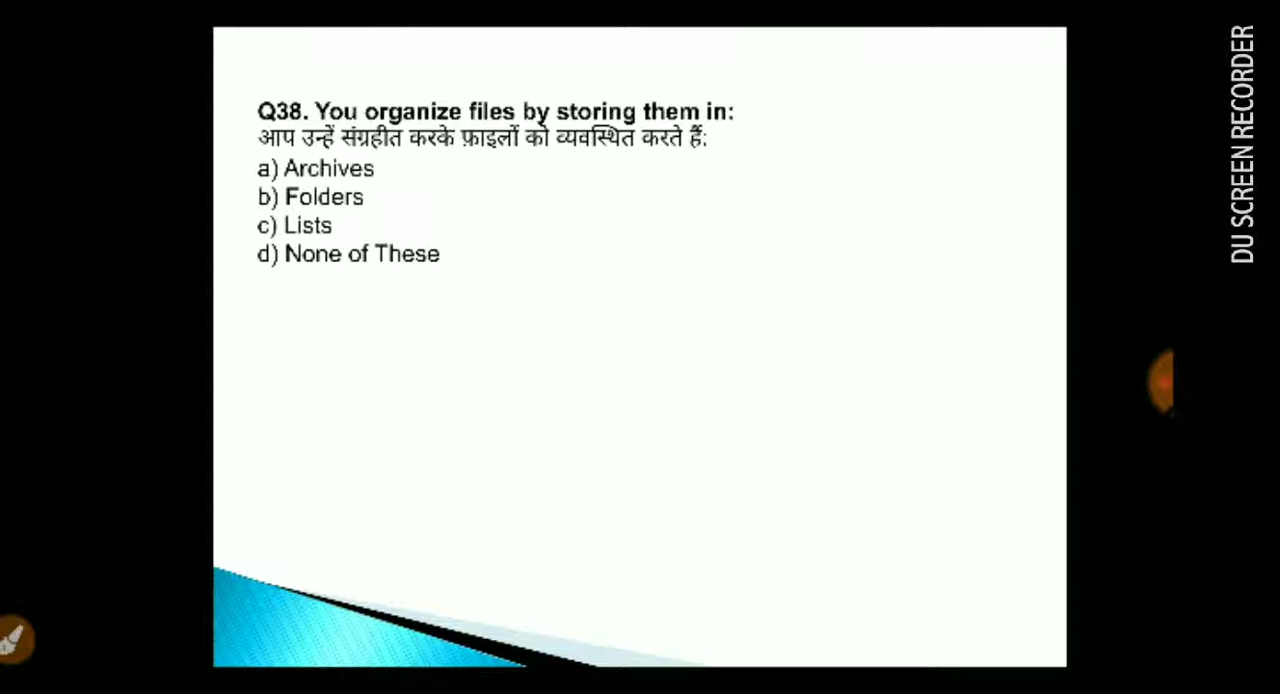 Q38. You organize files by storing them in:
आप उन्हें संग्रहीत करके फ़ाइलों को व्यवस्थित करते हैं:
a) Archives
b) Folders
c) Lists
d) None of These
DU SCREEN RECORDER